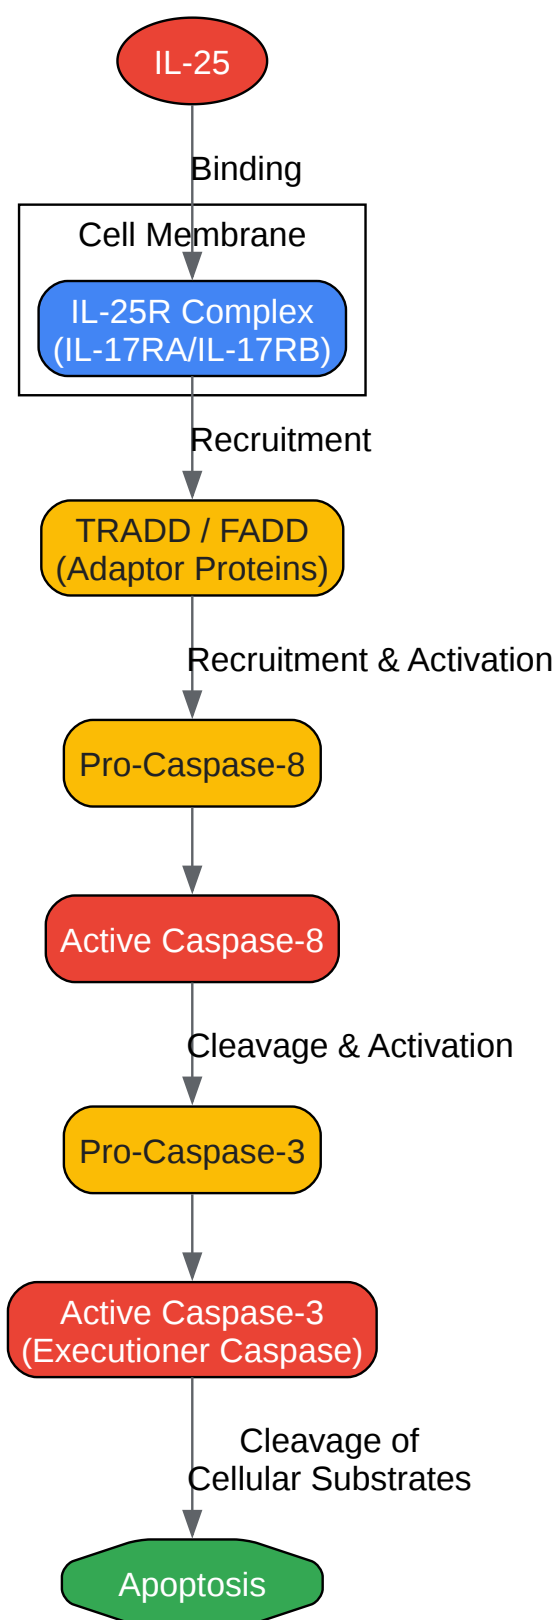 IL-25
Binding
Cell Membrane
IL-25R Complex
(IL-17RA/IL-17RB)
Recruitment
TRADD / FADD
(Adaptor Proteins)
Recruitment & Activation
Pro-Caspase-8
Active Caspase-8
Cleavage & Activation
Pro-Caspase-3
Active Caspase-3
(Executioner Caspase)
Cleavage of
Cellular Substrates
Apoptosis